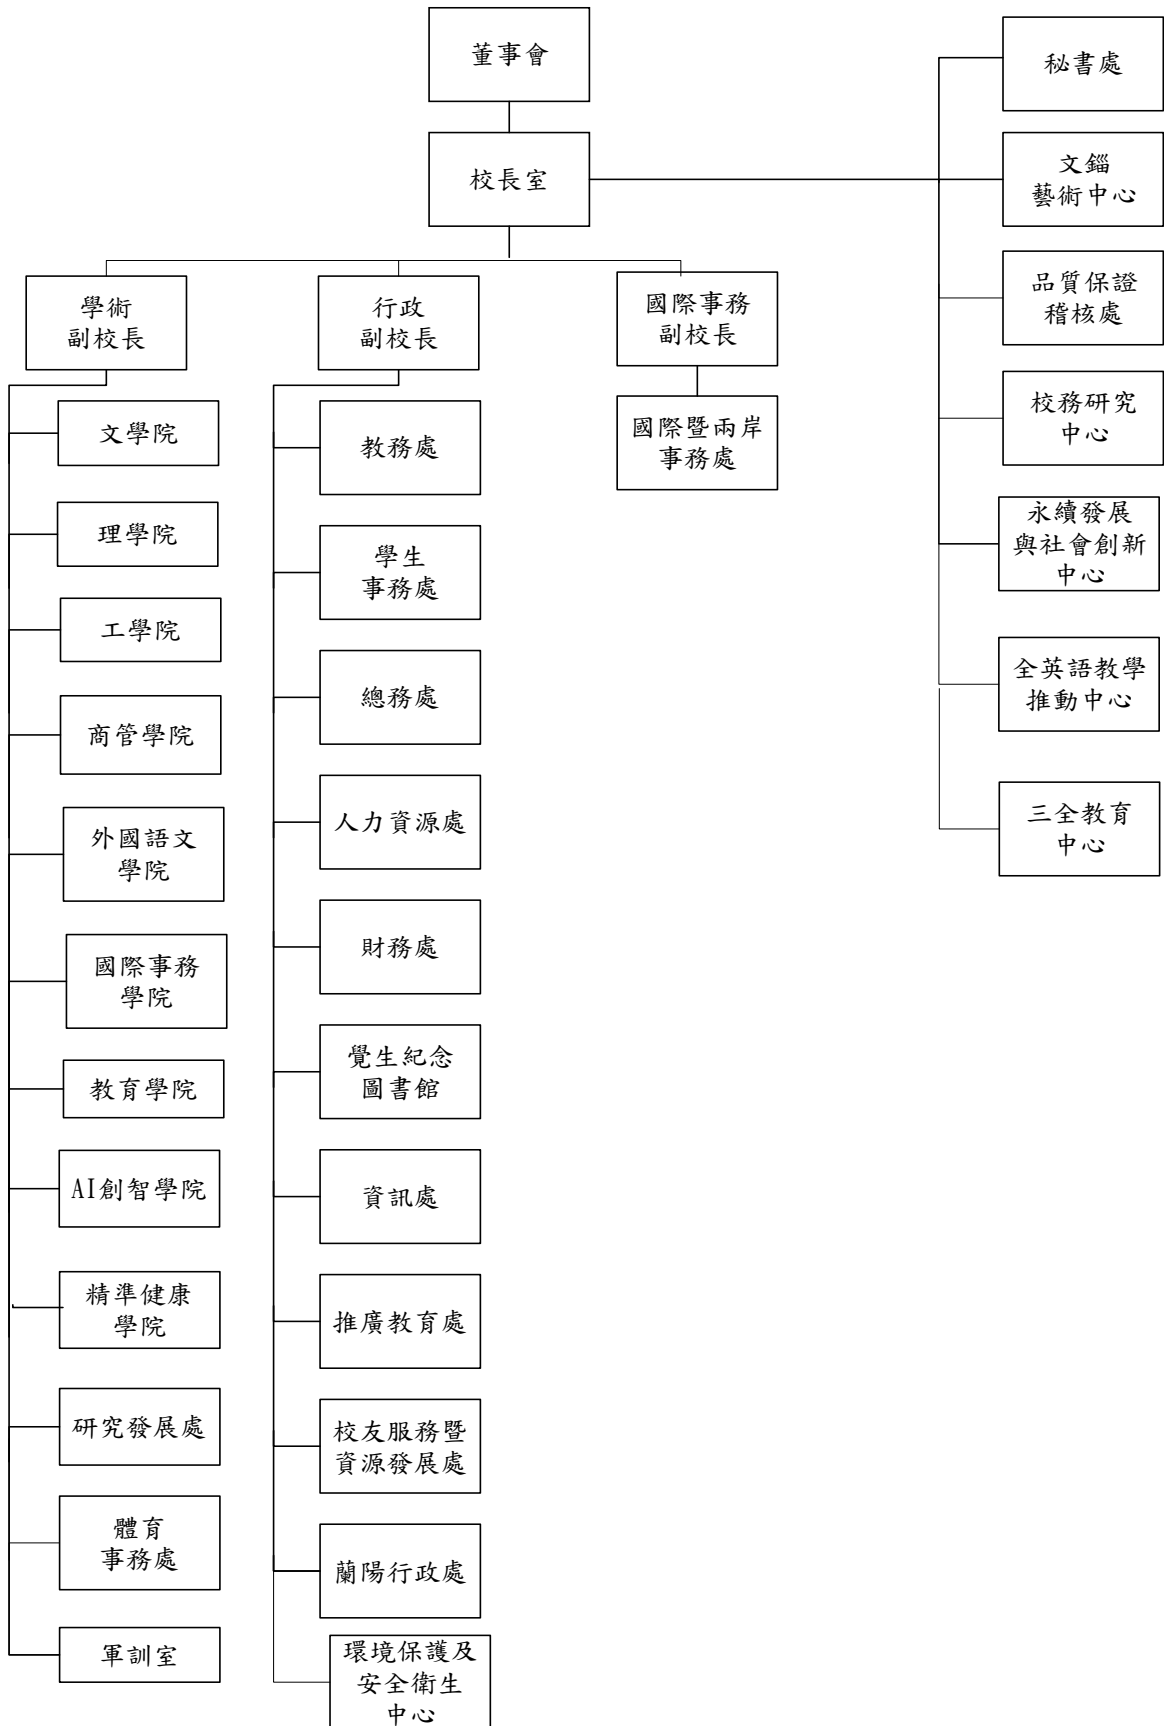 董事會
校長室
學術
副校長
行政
副校長
國際事務
副校長
文學院
理學院
工學院
商管學院
外國語文
學院
國際事務
學院
教育學院
AI創智學院
精準健康
學院
研究發展處
體育
事務處
軍訓室
教務處
學生
事務處
總務處
人力資源處
財務處
覺生紀念
圖書館
資訊處
推廣教育處
校友服務暨
資源發展處
蘭陽行政處
環境保護及
安全衛生
中心
國際暨兩岸
事務處
秘書處
文錙
藝術中心
品質保證
稽核處
校務研究
中心
永續發展
與社會創新
中心
全英語教學
推動中心
三全教育
中心